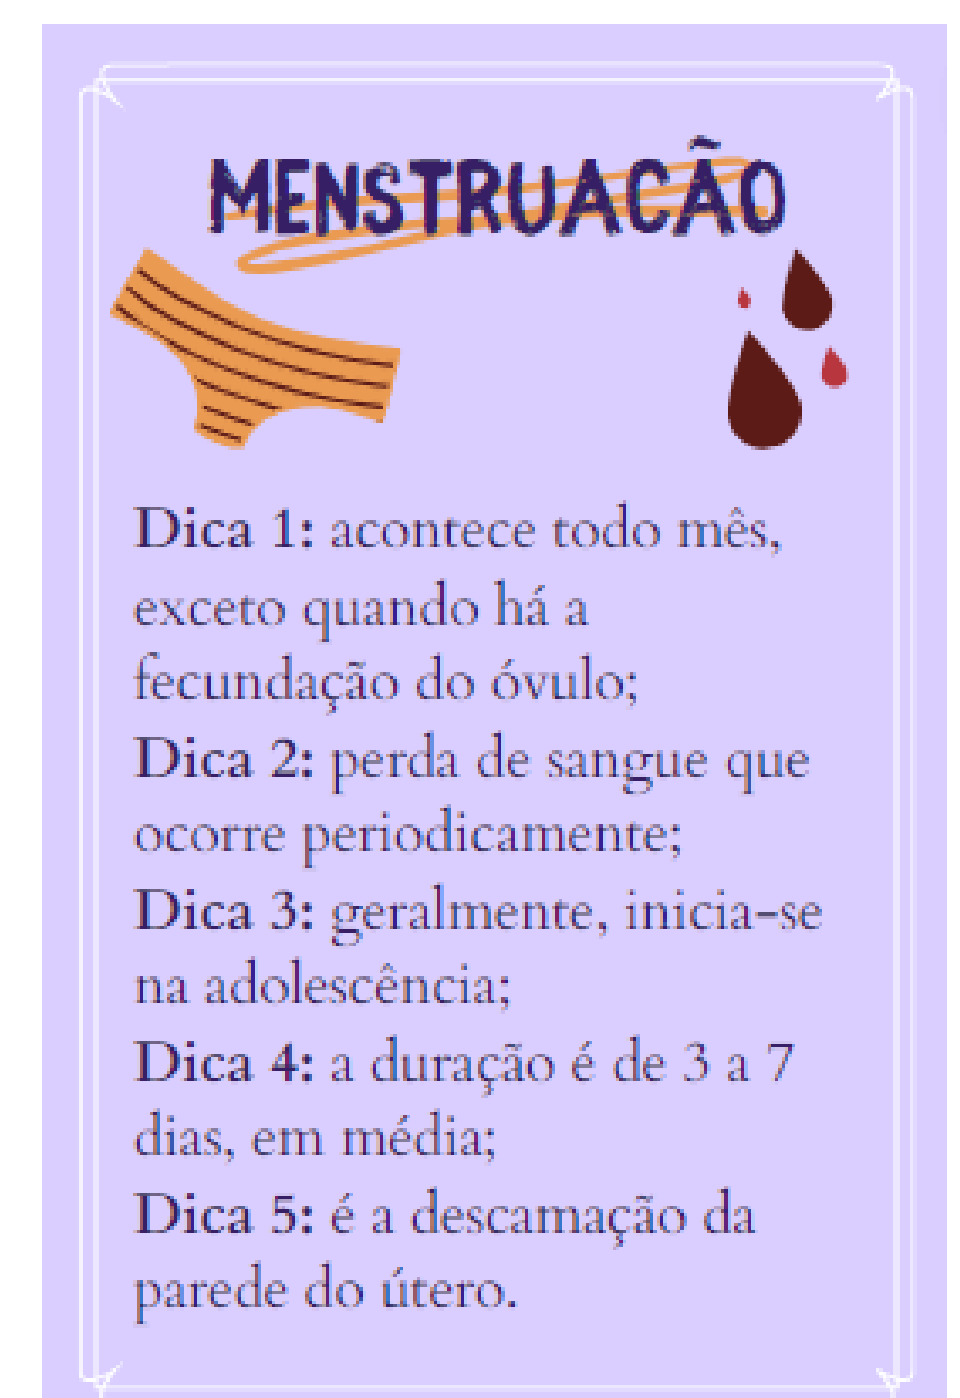 MENSTRUACÃO
Dica 1: acontece todo mês,
exceto quando há a
fecundação do óvulo;
Dica 2: perda de sangue que
ocorre periodicamente;
Dica 3: geralmente, inicia-se
na adolescência;
Dica 4: a duração é de 3 a 7
dias, em média;
Dica 5: é a descamação da
parede do útero.